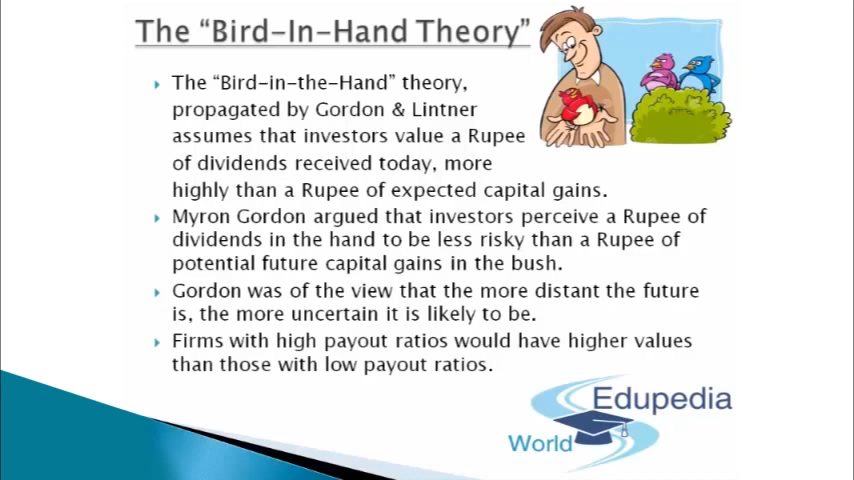 The “Bird-In-Hand Theory”
The “Bird-in-the-Hand” theory,
propagated by Gordon & Lintner
assumes that investors value a Rupee
of dividends received today, more
highly than a Rupee of expected capital gains.
Myron Gordon argued that investors perceive a Rupee of
dividends in the hand to be less risky than a Rupee of
potential future capital gains in the bush.
Gordon was of the view that the more distant the future
is, the more uncertain it is likely to be.
Firms with high payout ratios would have higher values
than those with low payout ratios.
Edupedia
World